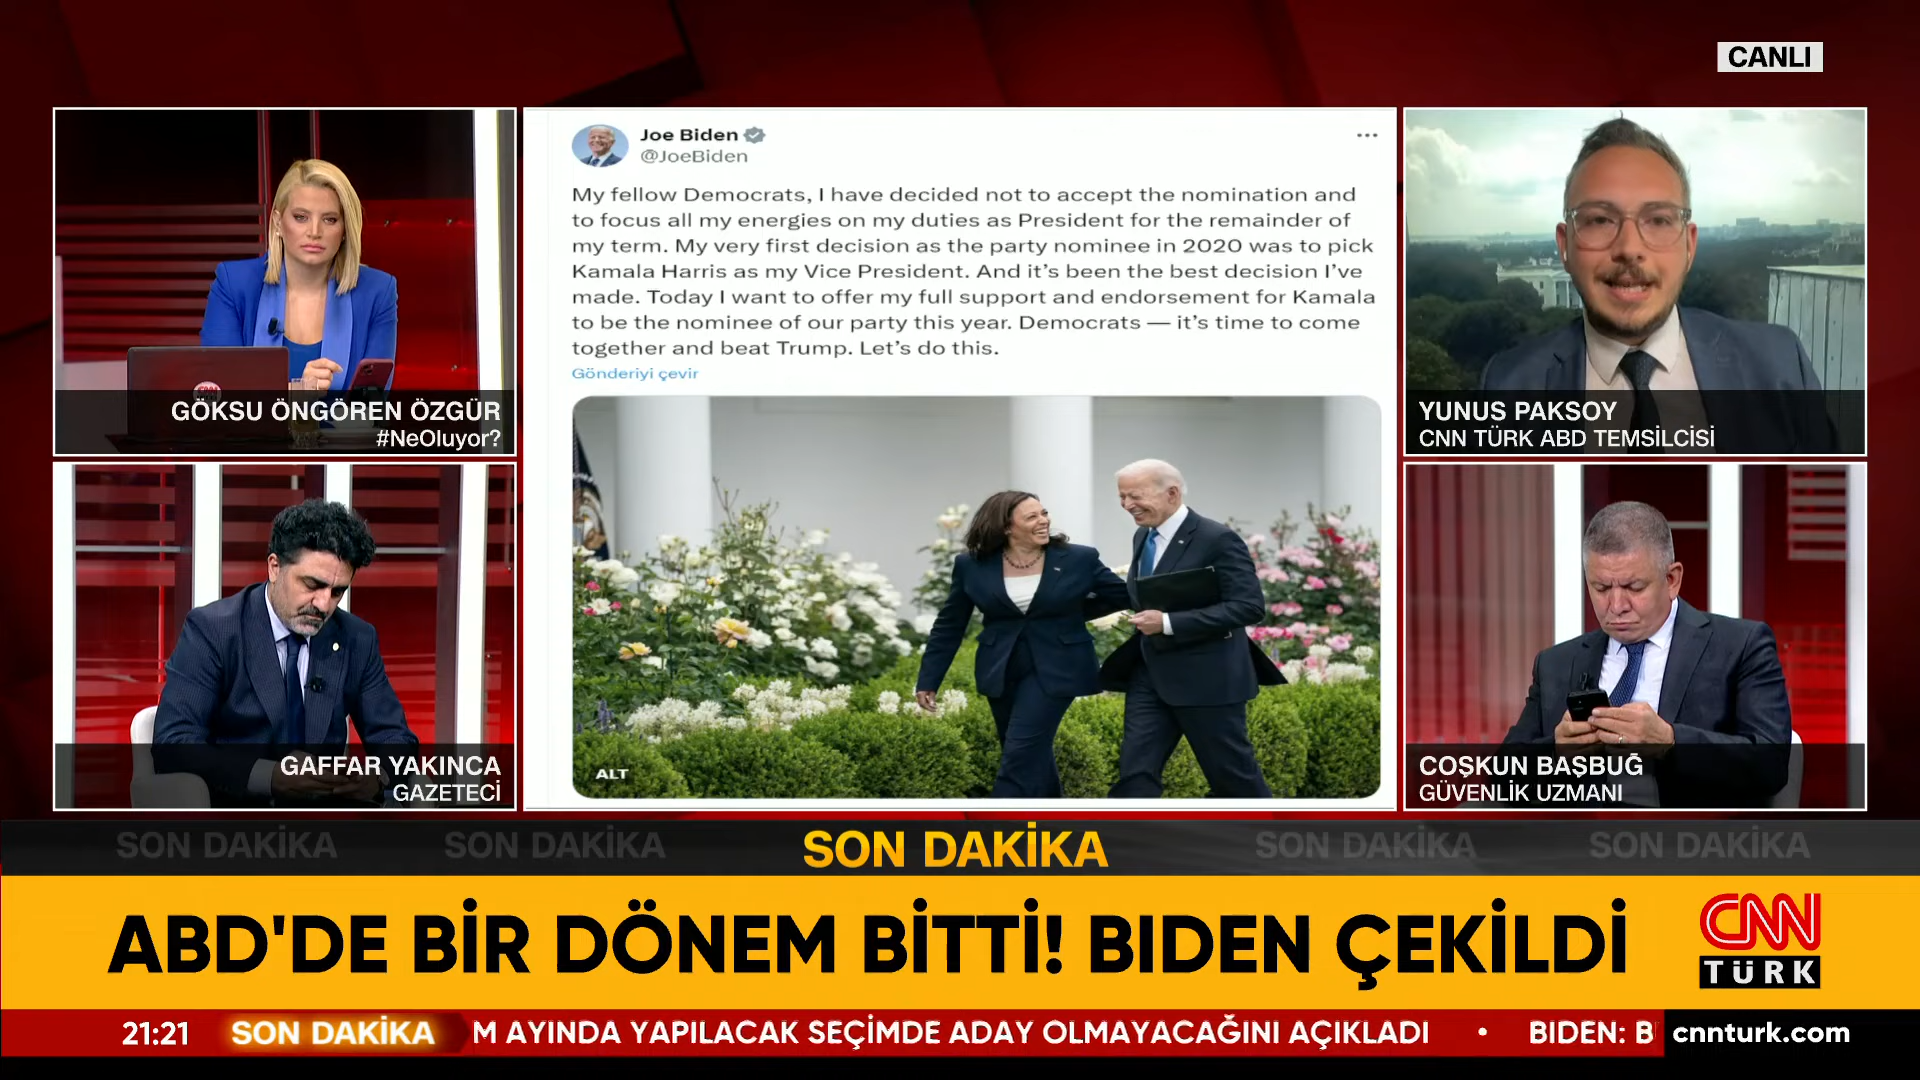 CANLI
GÖKSU ÖNGÖREN ÖZGÜR
#NeOluyor?
Joe Biden
@JoeBiden
My fellow Democrats, I have decided not to accept the nomination and
to focus all my energies on my duties as President for the remainder of
my term. My very first decision as the party nominee in 2020 was to pick
Kamala Harris as my Vice President. And it’s been the best decision I’ve
made. Today I want to offer my full support and endorsement for Kamala
to be the nominee of our party this year. Democrats — it’s time to come
together and beat Trump. Let’s do this.
Gönderiyi çevir
ALT
YUNUS PAKSOY
CNN TÜRK ABD TEMSİLCİSİ
GAFFAR YAKINCA
GAZETECİ
COŞKUN BAŞBUĞ
GÜVENLİK UZMANI
SON DAKİKA SON DAKİKA SON DAKİKA SON DAKİKA SON DAKİKA
ABD'DE BİR DÖNEM BİTTİ! BIDEN ÇEKİLDİ
CNN
TÜRK
21:21 SON DAKİKA M AYINDA YAPILACAK SEÇİMDE ADAY OLMAYACAĞINI AÇIKLADI • BIDEN: B cnnturk.com